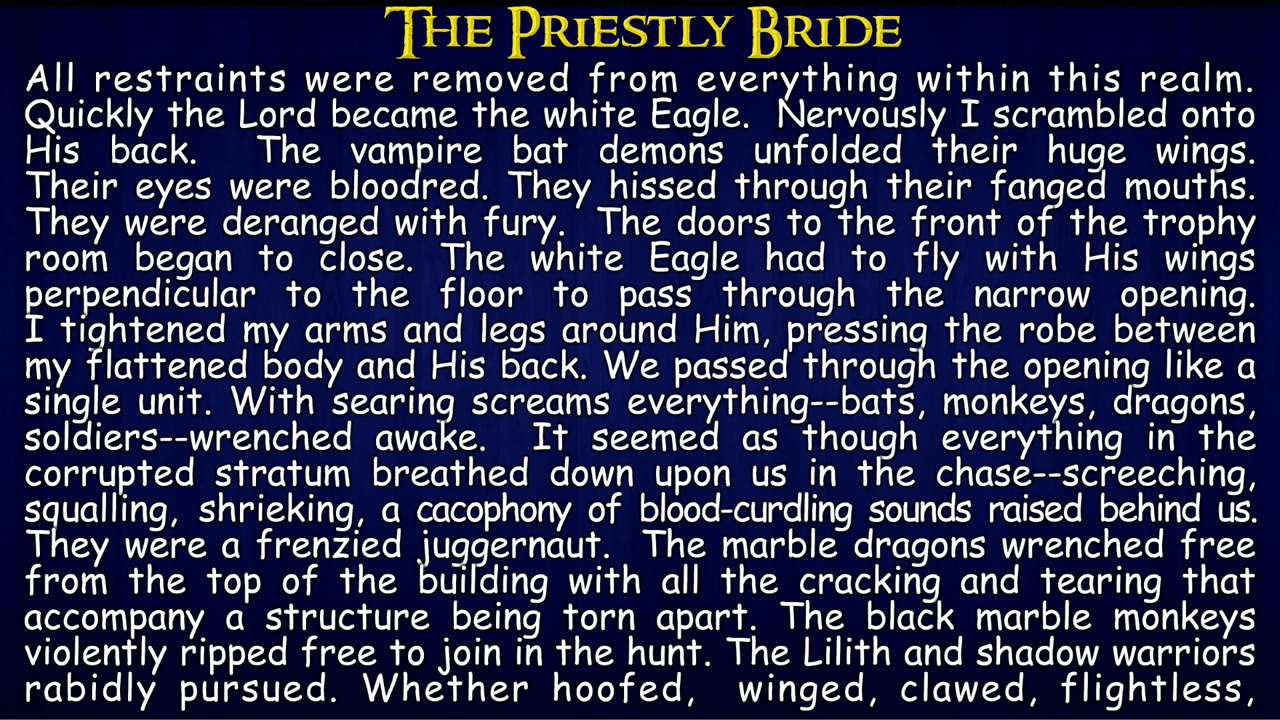 The Priestly Bride
All restraints were removed from everything within this realm.
Quickly the Lord became the white Eagle.  Nervously I scrambled onto
His back.  The vampire bat demons unfolded their huge wings.
Their eyes were bloodred. They hissed through their fanged mouths.
They were deranged with fury.  The doors to the front of the trophy
room began to close. The white Eagle had to fly with His wings
perpendicular to the floor to pass through the narrow opening.
I tightened my arms and legs around Him, pressing the robe between
my flattened body and His back. We passed through the opening like a
single unit. With searing screams everything--bats, monkeys, dragons,
soldiers--wrenched awake.  It seemed as though everything in the
corrupted stratum breathed down upon us in the chase--screeching,
squalling, shrieking, a cacophony of blood-curdling sounds raised behind us.
They were a frenzied juggernaut.  The marble dragons wrenched free
from the top of the building with all the cracking and tearing that
accompany a structure being torn apart. The black marble monkeys
violently ripped free to join in the hunt. The Lilith and shadow warriors
rabidly pursued. Whether hoofed,  winged, clawed, flightless,